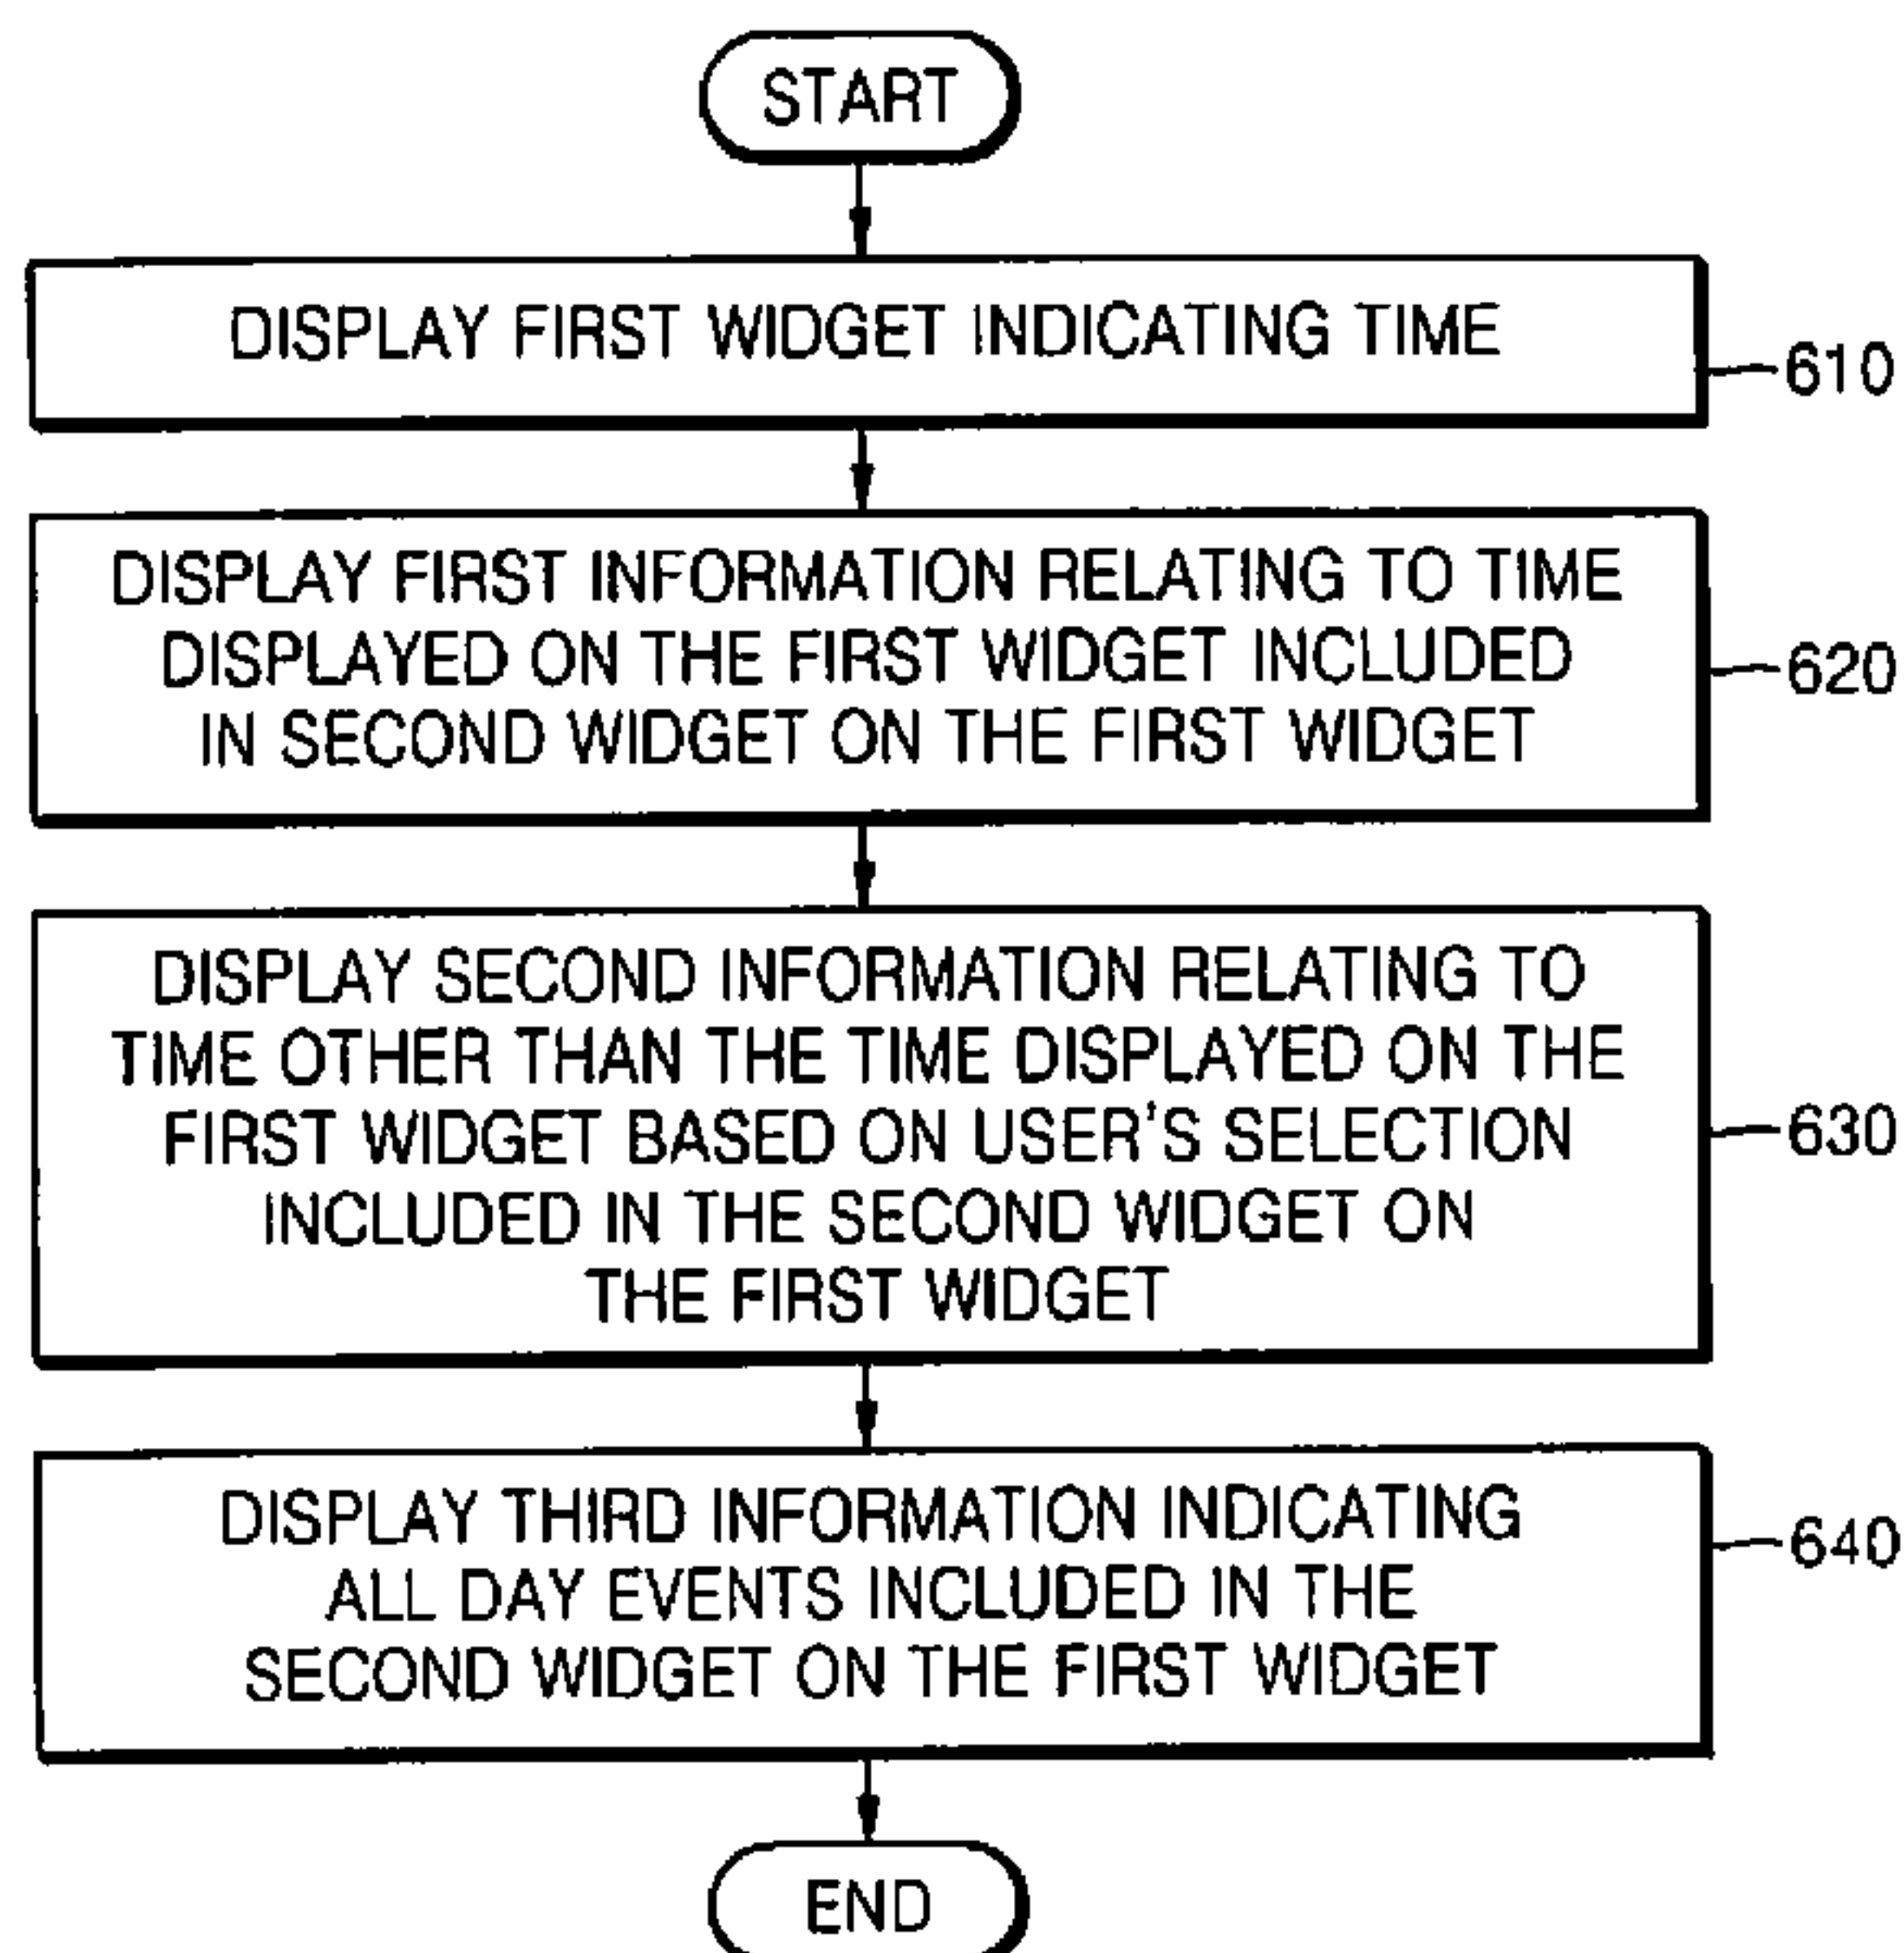 START
DISPLAY FIRST WIDGET INDICATING TIME
610
DISPLAY FIRST INFORMATION RELATING TO TIME
DISPLAYED ON THE FIRST WIDGET INCLUDED
IN SECOND WIDGET ON THE FIRST WIDGET
620
DISPLAY SECOND INFORMATION RELATING TO
TIME OTHER THAN THE TIME DISPLAYED ON THE
FIRST WIDGET BASED ON USER'S SELECTION
INCLUDED IN THE SECOND WIDGET ON
THE FIRST WIDGET
630
DISPLAY THIRD INFORMATION INDICATING
ALL DAY EVENTS INCLUDED IN THE
SECOND WIDGET ON THE FIRST WIDGET
640
END